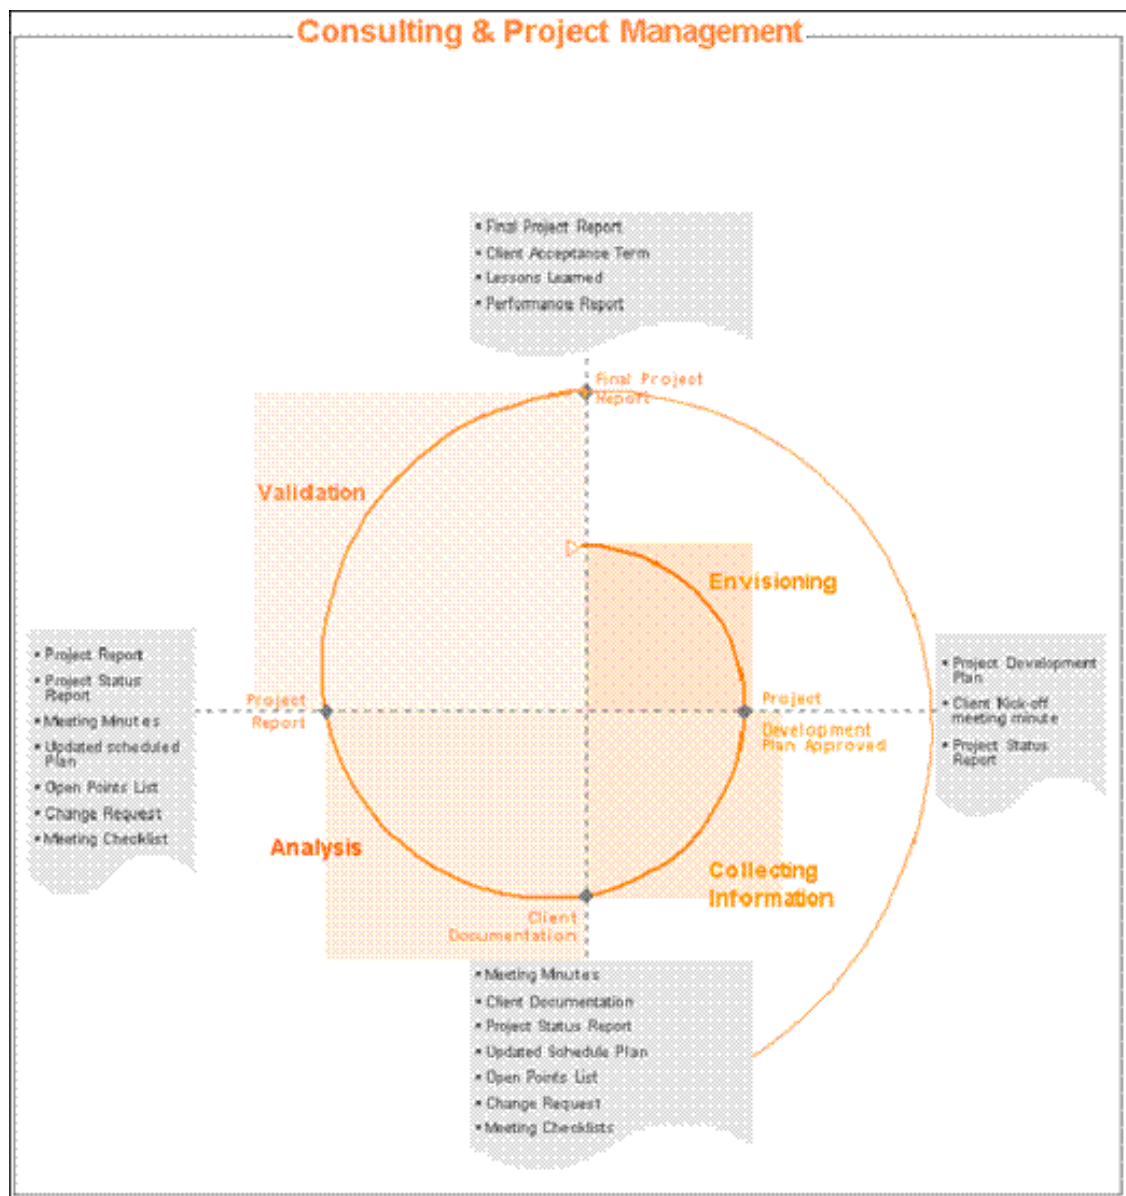 Consulting & Project Management
▪ Final Project Report
▪ Client Acceptance Term
▪ Lessons Learned
▪ Performance Report
Final Project
Report
Validation
Envisioning
▪ Project Report
▪ Project Status
Report
▪ Meeting Minutes
▪ Updated scheduled
Plan
▪ Open Points List
▪ Change Request
▪ Meeting Checklist
Project
Report
Project
Development
Plan Approved
▪ Project Development
Plan
▪ Client Kick-off
meeting minute
▪ Project Status
Report
Analysis
Collecting
Information
Client
Documentation
▪ Meeting Minutes
▪ Client Documentation
▪ Project Status Report
▪ Updated Schedule Plan
▪ Open Points List
▪ Change Request
▪ Meeting Checklists